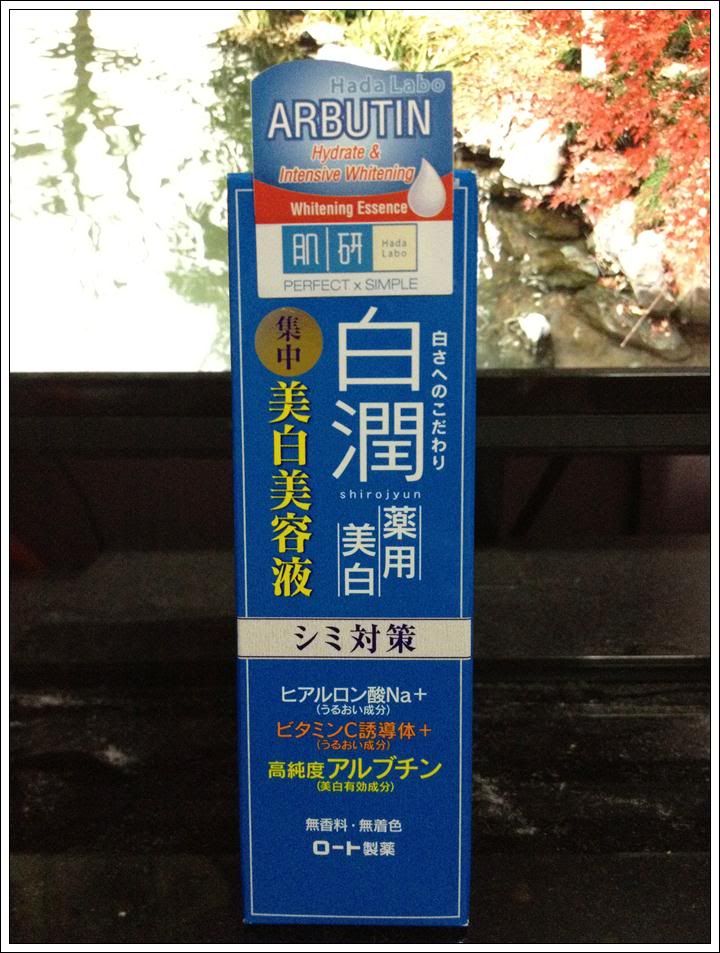 Hada Labo
ARBUTIN
Hydrate &
Intensive Whitening
Whitening Essence
肌研
Hada
Labo
PERFECT x SIMPLE
白さへのこだわり
白潤
shirojyun
薬用
美白
集中
美白美容液
シミ対策
ヒアルロン酸Na+
(うるおい成分)
ビタミンC誘導体+
(うるおい成分)
高純度アルブチン
(美白有効成分)
無香料・無着色
ロート製薬